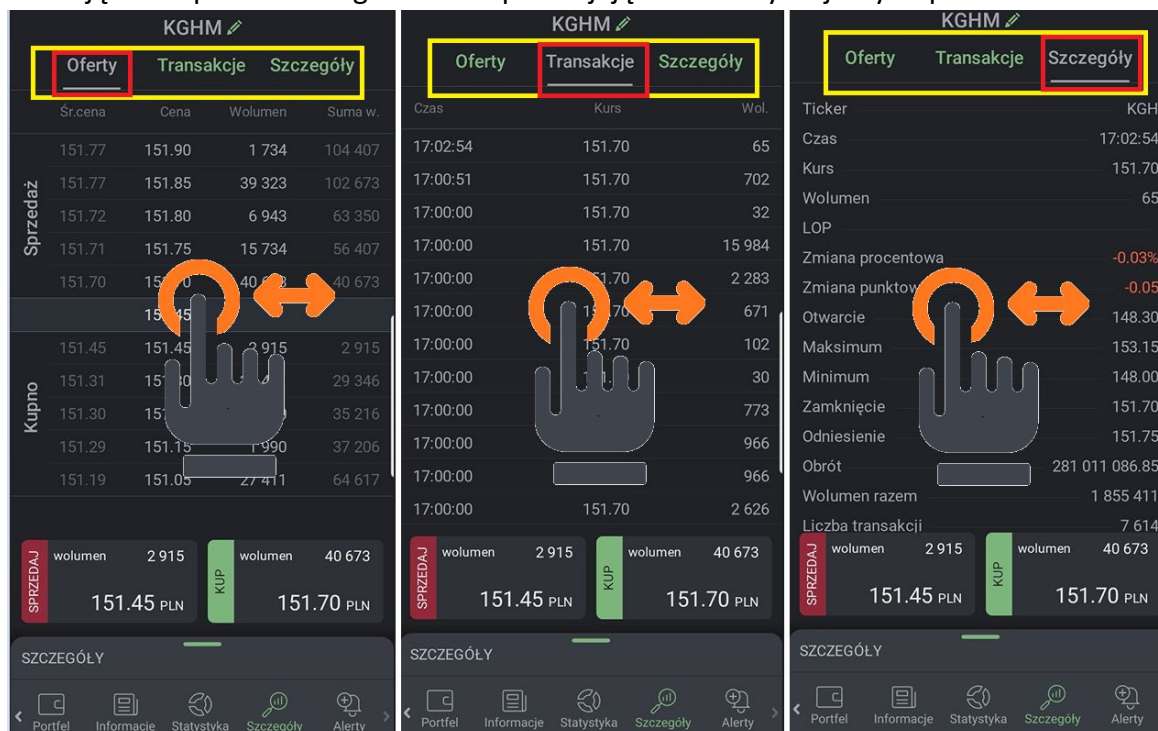 KGHM
Oferty Transakcje Szczegóły
Śr.cena Cena Wolumen Suma w.
Sprzedaż
151.77 151.90 1 734 104 407
151.77 151.85 39 323 102 673
151.72 151.80 6 943 63 350
151.71 151.75 15 734 56 407
151.70 40 673
Kupno
151.45 151.45 2 915 2 915
151.31 29 346
151.30 35 216
151.29 151.15 1 990 37 206
151.19 151.05 27 411 64 617
SPRZEDAJ
wolumen 2 915
151.45 PLN
KUP
wolumen 40 673
151.70 PLN
SZCZEGÓŁY
Portfel Informacje Statystyka Szczegóły Alerty
KGHM
Oferty Transakcje Szczegóły
Czas Kurs Wol.
17:02:54 151.70 65
17:00:51 151.70 702
17:00:00 151.70 32
17:00:00 151.70 15 984
17:00:00 151.70 2 283
17:00:00 671
17:00:00 151.70 102
17:00:00 30
17:00:00 773
17:00:00 966
17:00:00 966
17:00:00 151.70 2 626
SPRZEDAJ
wolumen 2 915
151.45 PLN
KUP
wolumen 40 673
151.70 PLN
SZCZEGÓŁY
Portfel Informacje Statystyka Szczegóły Alerty
KGHM
Oferty Transakcje Szczegóły
Ticker KGH
Czas 17:02:54
Kurs 151.70
Wolumen 65
LOP
Zmiana procentowa -0.03%
Zmiana -0.05
Otwarcie 148.30
Maksimum 153.15
Minimum 148.00
Zamknięcie 151.70
Odniesienie 151.75
Obrót 281 011 086.85
Wolumen razem 1 855 411
Liczba transakcji 7 614
SPRZEDAJ
wolumen 2 915
151.45 PLN
KUP
wolumen 40 673
151.70 PLN
SZCZEGÓŁY
Portfel Informacje Statystyka Szczegóły Alerty